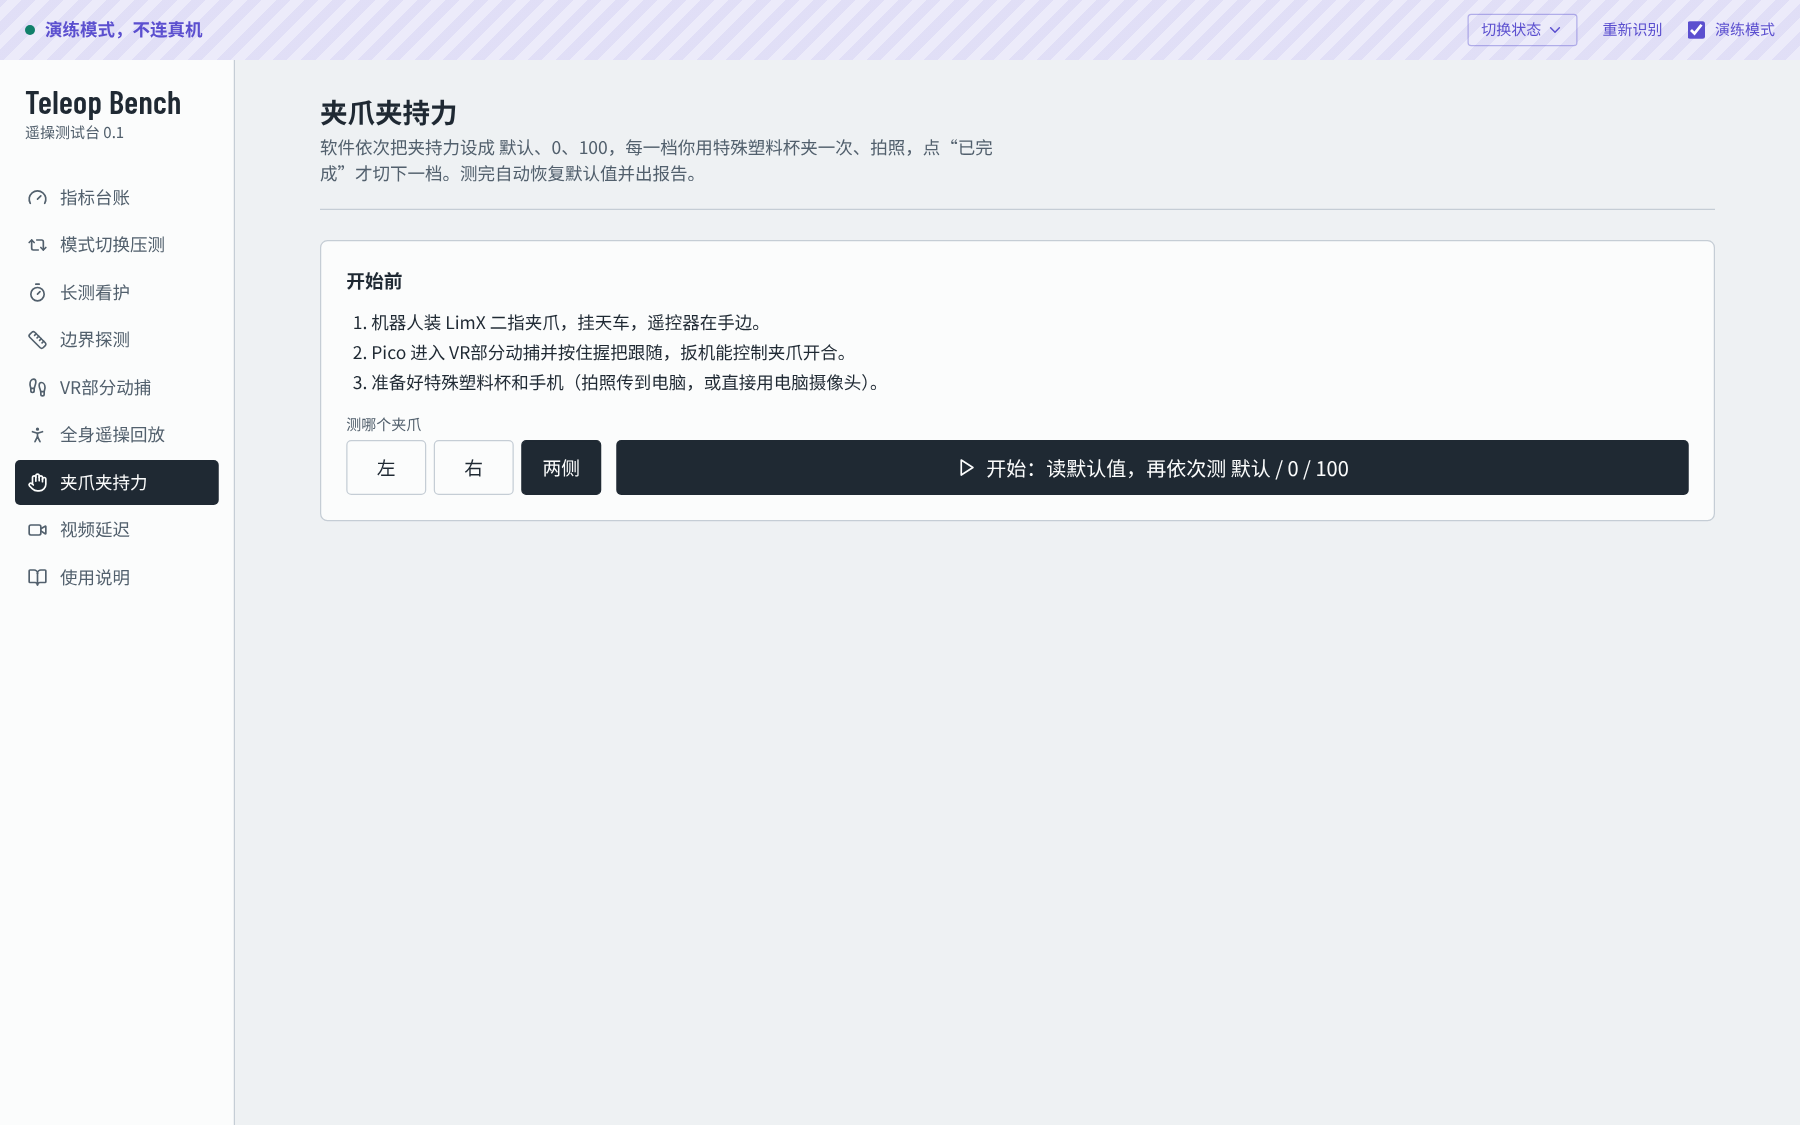 演练模式，不连真机
切换状态
重新识别
演练模式
Teleop Bench
遥操测试台 0.1
指标台账
模式切换压测
长测看护
边界探测
VR部分动捕
全身遥操回放
夹爪夹持力
视频延迟
使用说明
夹爪夹持力
软件依次把夹持力设成 默认、0、100，每一档你用特殊塑料杯夹一次、拍照，点“已完
成”才切下一档。测完自动恢复默认值并出报告。
开始前
1. 机器人装 LimX 二指夹爪，挂天车，遥控器在手边。
2. Pico 进入 VR部分动捕并按住握把跟随，扳机能控制夹爪开合。
3. 准备好特殊塑料杯和手机（拍照传到电脑，或直接用电脑摄像头）。
测哪个夹爪
左
右
两侧
开始：读默认值，再依次测 默认 / 0 / 100